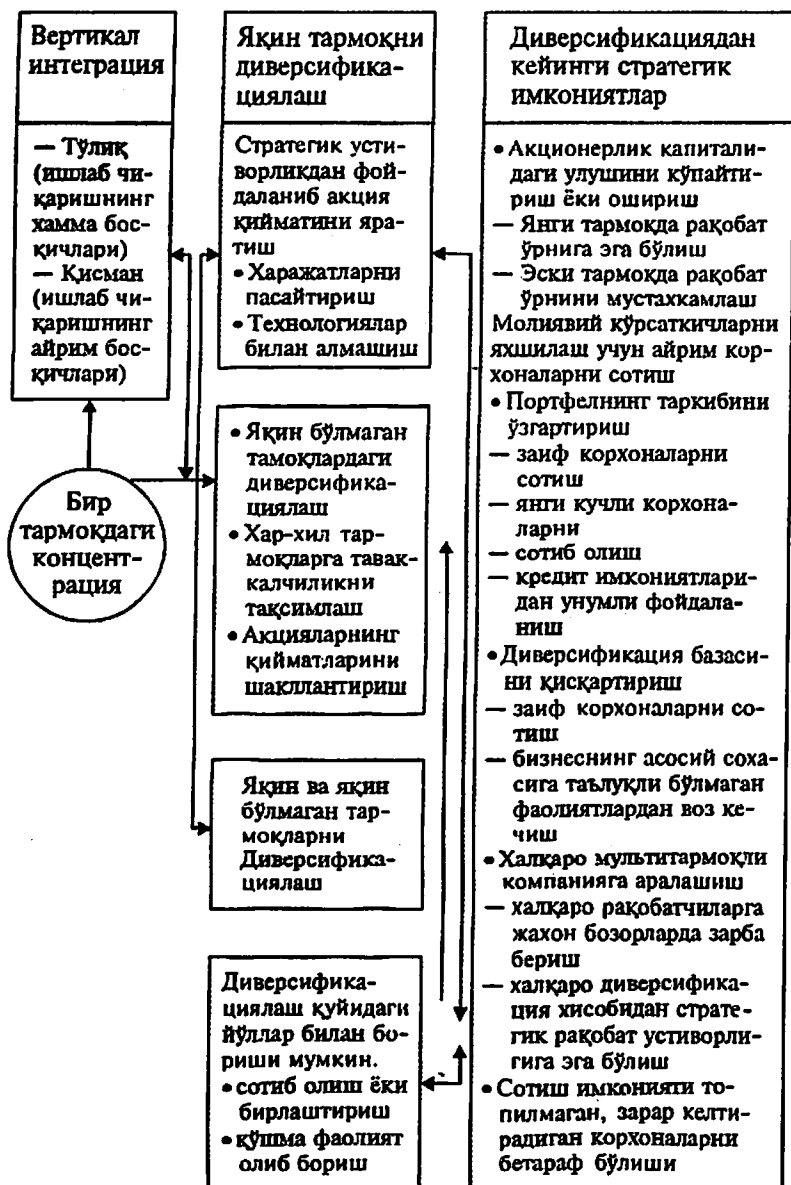 Вертикал
интеграция
— Тўлиқ
(ишлаб чи-
қаришнинг
хамма бос-
қичлари)
— Қисман
(ишлаб чи-
қаришнинг
айрим бос-
қичлари)
Бир
тармоқдаги
концент-
рация
Яқин тармоқни
диверсифика-
циялаш
Стратегик усти-
ворликдан фой-
даланиб акция
қийматини яра-
тиш
• Харажатларни
пасайтириш
• Технологиялар
билан алмашиш
• Яқин бўлмаган
тамоқлардаги
диверсифика-
циялаш
• Хар-хил тар-
моқларга тавак-
калчиликни
тақсимлаш
• Акцияларнинг
қийматларини
шакллантириш
Яқин ва яқин
бўлмаган тар-
моқларни
Диверсифика-
циялаш
Диверсифика-
циялаш қуйидаги
йўллар билан бо-
риши мумкин.
• сотиб олиш ёки
бирлаштириш
• қўшма фаолият
олиб бориш
Диверсификациядан
кейинги стратегик
имкониятлар
• Акционерлик капитали-
даги улушини кўпайти-
риш ёки ошириш
— Янги тармоқда рақобат
ўрнига эга бўлиш
— Эски тармоқда рақобат
ўрнини мустахкамлаш
Молиявий кўрсаткичларни
яхшилаш учун айрим кор-
хоналарни сотиш
• Портфелнинг таркибини
ўзгартириш
— заиф корхоналарни
сотиш
— янги кучли корхона-
ларни
— сотиб олиш
— кредит имкониятлари-
дан унумли фойдала-
ниш
• Диверсификация базаси-
ни қисқартириш
— заиф корхоналарни со-
тиш
— бизнеснинг асосий соха-
сига таълуқли бўлмаган
фаолиятлардан воз ке-
чиш
• Халқаро мультитармоқли
компанияга аралашиш
— халқаро рақобатчиларга
жахон бозорларда зарба
бериш
— халқаро диверсифика-
ция хисобидан страте-
гик рақобат устиворли-
гига эга бўлиш
• Сотиш имконияти то-
пилмаган, зарар келти-
радиган корхоналарни
бетараф бўлиши